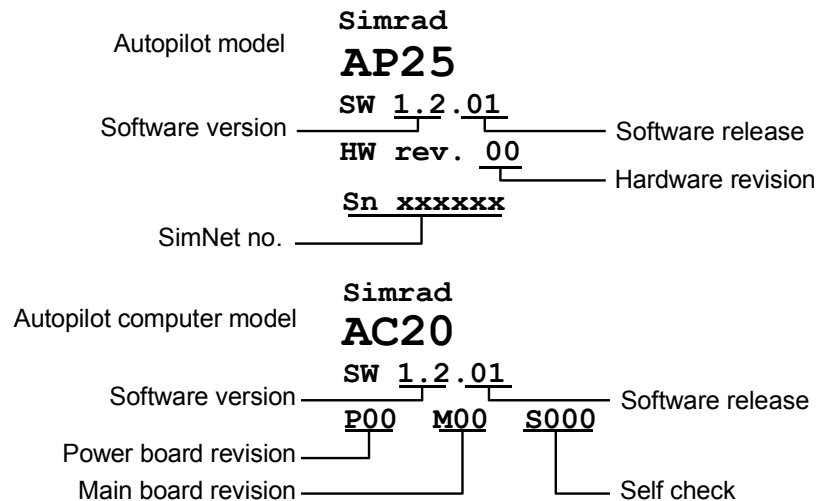 Simrad
Autopilot model
AP25
SW 1.2.01
Software version
Software release
HW rev. 00
Hardware revision
Sn xxxxxx
SimNet no.
Simrad
Autopilot computer model
AC20
SW 1.2.01
Software version
Software release
P00 M00 S000
Power board revision
Main board revision
Self check